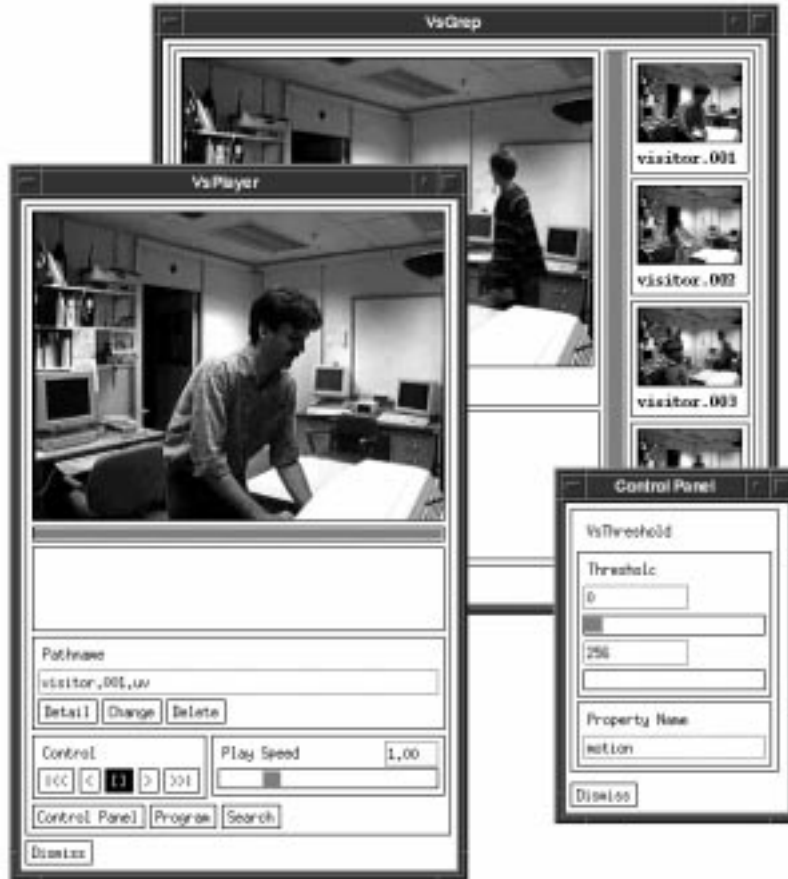 VsGrep
visitor.001
visitor.002
visitor.003
VsPlayer
Pathname
visitor.001.uv
Detail Change Delete
Control
|<< < [] > >>|
Play Speed 1.00
Control Panel Program Search
Dismiss
Control Panel
VsThreshold
Threshold
0
256
Property Name
motion
Dismiss